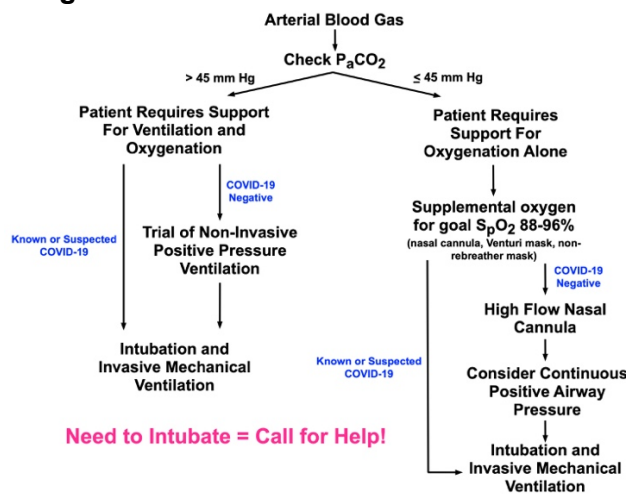 Arterial Blood Gas
Check PaCO2
> 45 mm Hg
≤ 45 mm Hg
Patient Requires Support
For Ventilation and
Oxygenation
Patient Requires
Support For
Oxygenation Alone
COVID-19
Negative
Known or Suspected
COVID-19
Trial of Non-Invasive
Positive Pressure
Ventilation
Supplemental oxygen
for goal SpO2 88-96%
(nasal cannula, Venturi mask, non-
rebreather mask)
COVID-19
Negative
High Flow Nasal
Cannula
Intubation and
Invasive Mechanical
Ventilation
Known or Suspected
COVID-19
Consider Continuous
Positive Airway
Pressure
Need to Intubate = Call for Help!
Intubation and
Invasive Mechanical
Ventilation